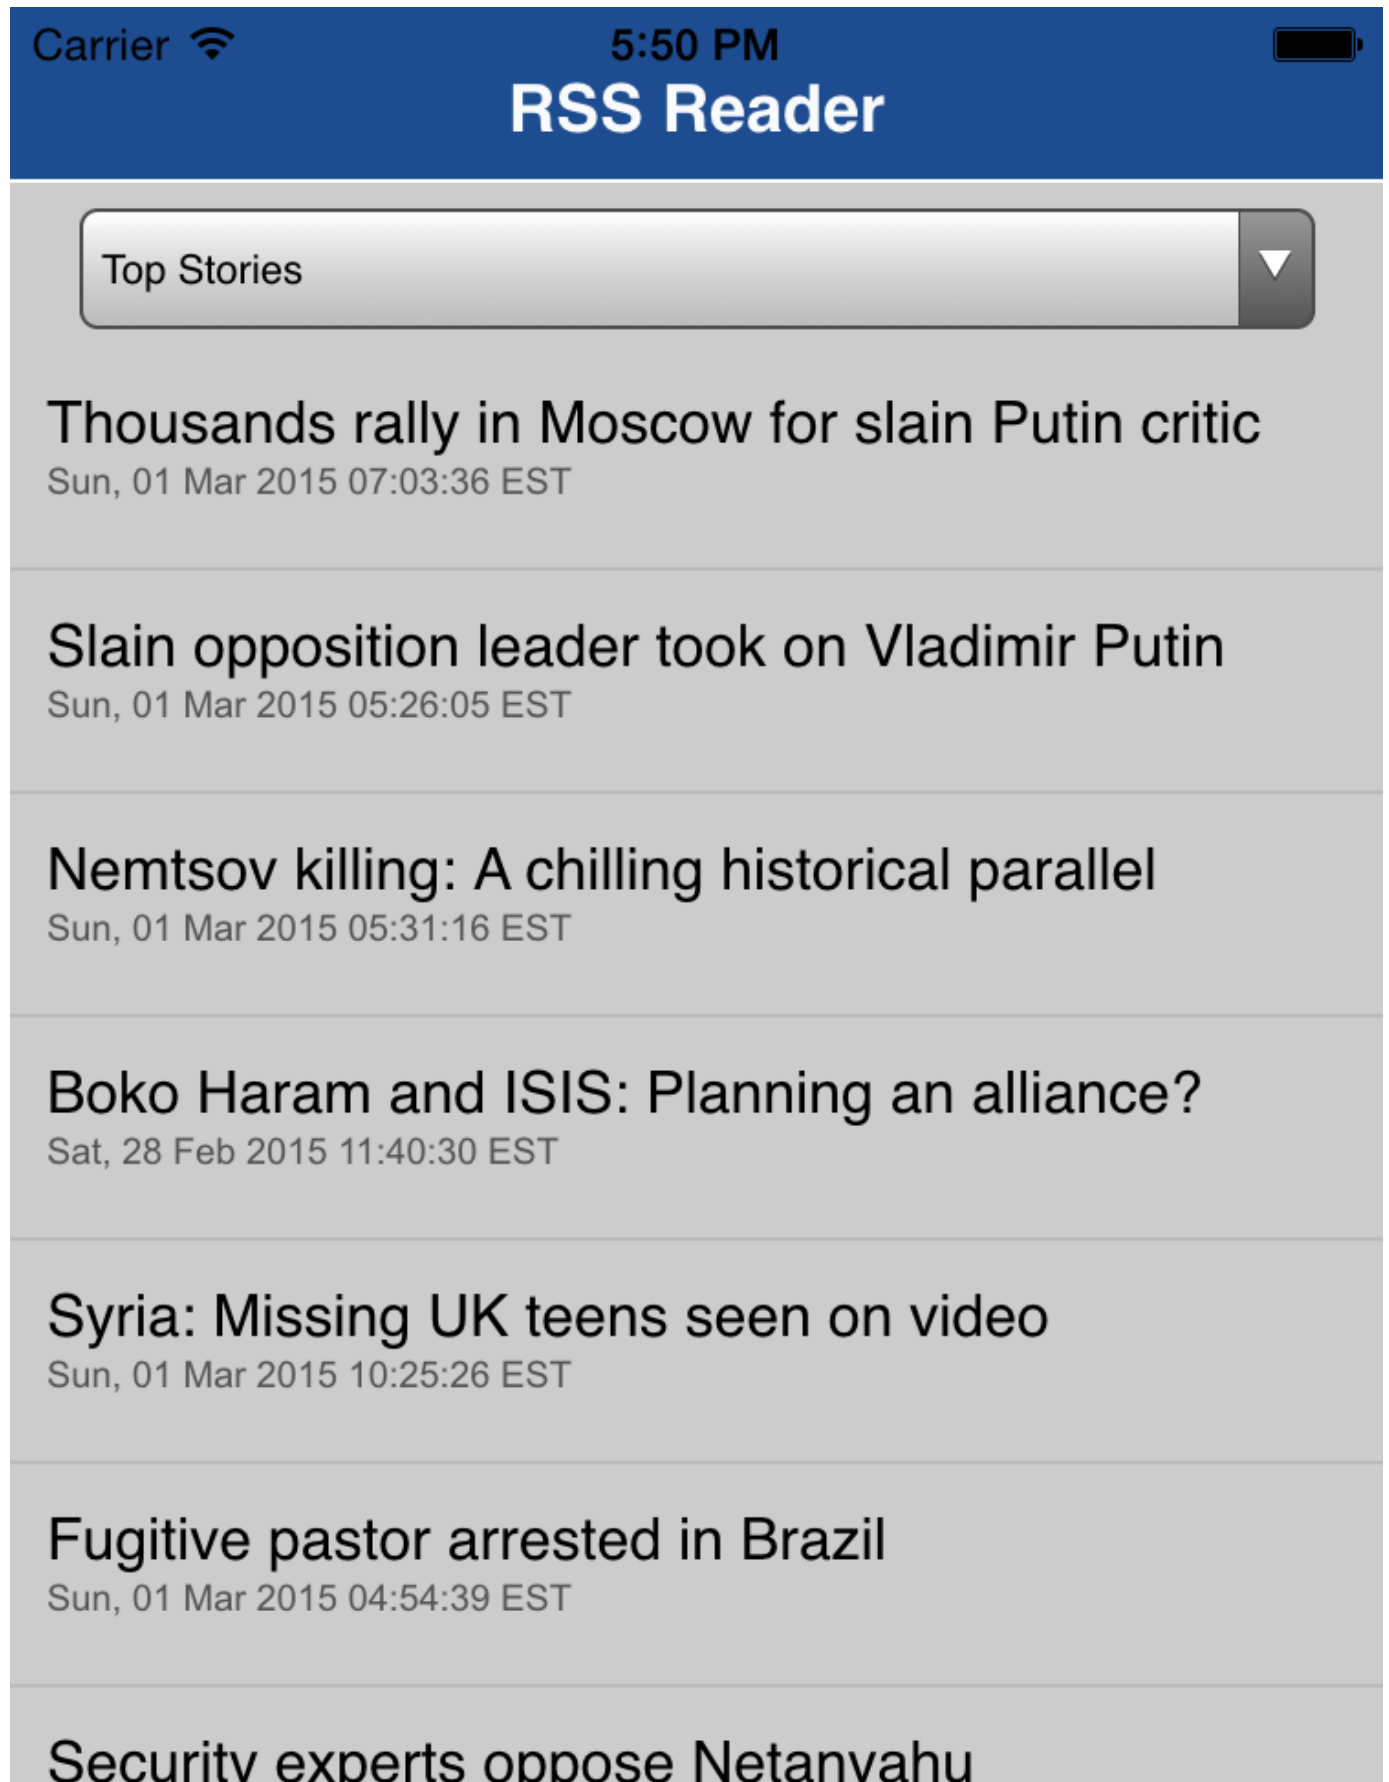 Carrier
5:50 PM
RSS Reader
Top Stories
Thousands rally in Moscow for slain Putin critic
Sun, 01 Mar 2015 07:03:36 EST
Slain opposition leader took on Vladimir Putin
Sun, 01 Mar 2015 05:26:05 EST
Nemtsov killing: A chilling historical parallel
Sun, 01 Mar 2015 05:31:16 EST
Boko Haram and ISIS: Planning an alliance?
Sat, 28 Feb 2015 11:40:30 EST
Syria: Missing UK teens seen on video
Sun, 01 Mar 2015 10:25:26 EST
Fugitive pastor arrested in Brazil
Sun, 01 Mar 2015 04:54:39 EST
Security experts oppose Netanyahu